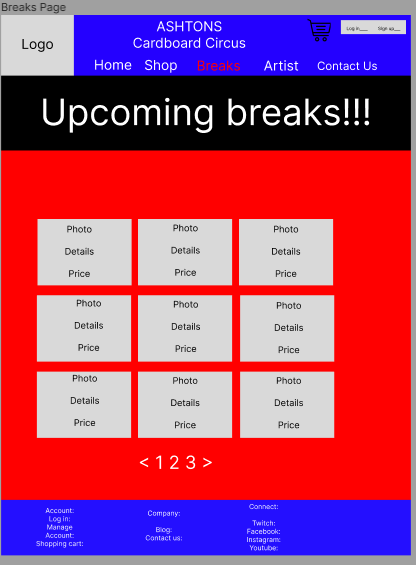 Breaks Page
Logo
ASHTONS
Cardboard Circus
Log in___ Sign up__
Home Shop Breaks Artist Contact Us
Upcoming breaks!!!
Photo Photo Photo
Details Details Details
Price Price Price
Photo Photo Photo
Details Details Details
Price Price Price
Photo Photo Photo
Details Details Details
Price Price Price
< 1 2 3 >
Account:
Log in:
Manage
Account:
Shopping cart:
Company:
Blog:
Contact us:
Connect:
Twitch:
Facebook:
Instagram:
Youtube: